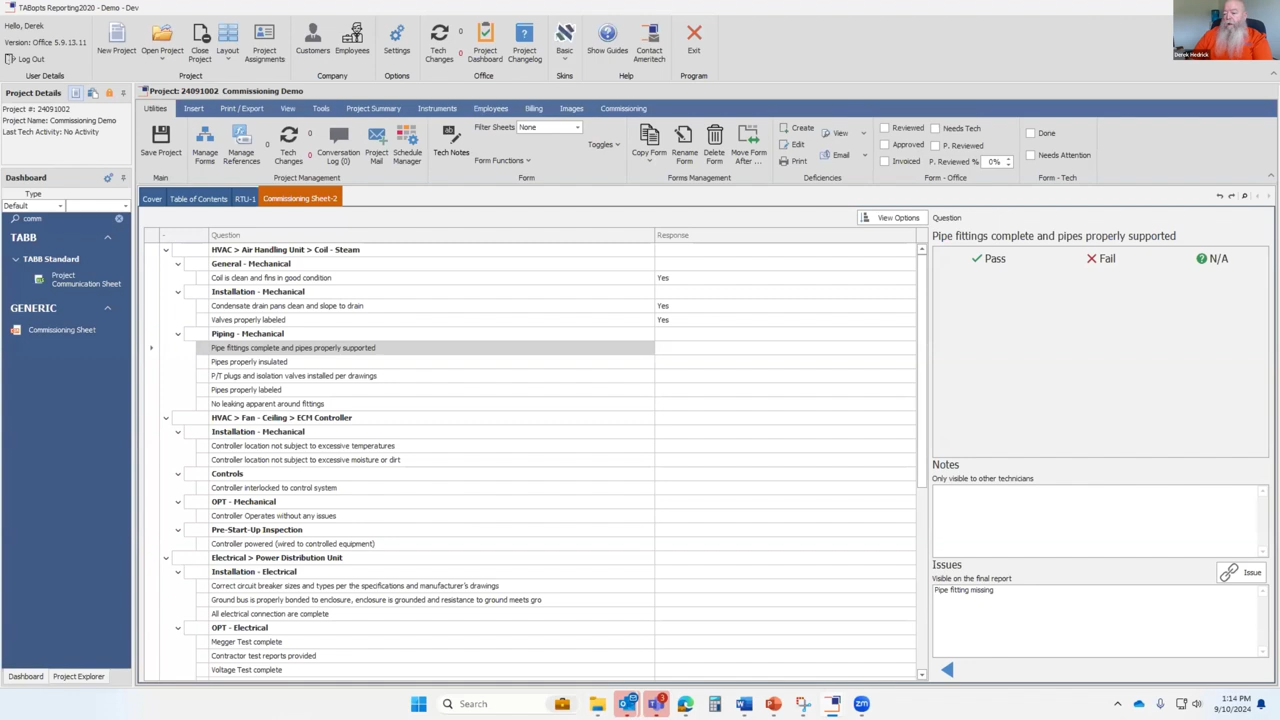 TABopts Reporting2020 - Demo - Dev
Hello, Derek
Version: Office 5.9.13.11
Log Out
User Details
New Project
Open Project
Close Project
Layout
Project Assignments
Project
Customers
Employees
Company
Settings
Options
Tech Changes
0
0
Project Dashboard
Project Changelog
Office
Basic
Skins
Show Guides
Contact Ameritech
Help
Exit
Program
Derek Hedrick
Project Details
Project #: 24091002
Project Name: Commissioning Demo
Last Tech Activity: No Activity
Dashboard
Type
Default
comm
TABB
TABB Standard
Project Communication Sheet
GENERIC
Commissioning Sheet
Dashboard
Project Explorer
Project: 24091002 Commissioning Demo
Utilities
Insert
Print / Export
View
Tools
Project Summary
Instruments
Employees
Billing
Images
Commissioning
Save Project
Main
Manage Forms
Manage References
0
Tech Changes
0
0
Conversation Log (0)
Project Mail
Schedule Manager
Project Management
Tech Notes
Filter Sheets
None
Form Functions
Toggles
Form
Copy Form
Rename Form
Delete Form
Move Form After ...
Forms Management
Create
Edit
Print
View
Email
Deficiencies
Reviewed
Approved
Invoiced
Needs Tech
P. Reviewed
P. Reviewed %
0%
Form - Office
Done
Needs Attention
Form - Tech
Cover
Table of Contents
RTU-1
Commissioning Sheet-2
View Options
Question
Response
HVAC > Air Handling Unit > Coil - Steam
General - Mechanical
Coil is clean and fins in good condition
Yes
Installation - Mechanical
Condensate drain pans clean and slope to drain
Yes
Valves properly labeled
Yes
Piping - Mechanical
Pipe fittings complete and pipes properly supported
Pipes properly insulated
P/T plugs and isolation valves installed per drawings
Pipes properly labeled
No leaking apparent around fittings
HVAC > Fan - Ceiling > ECM Controller
Installation - Mechanical
Controller location not subject to excessive temperatures
Controller location not subject to excessive moisture or dirt
Controls
Controller interlocked to control system
OPT - Mechanical
Controller Operates without any issues
Pre-Start-Up Inspection
Controller powered (wired to controlled equipment)
Electrical > Power Distribution Unit
Installation - Electrical
Correct circuit breaker sizes and types per the specifications and manufacturer's drawings
Ground bus is properly bonded to enclosure, enclosure is grounded and resistance to ground meets gro
All electrical connection are complete
OPT - Electrical
Megger Test complete
Contractor test reports provided
Voltage Test complete
Question
Pipe fittings complete and pipes properly supported
Pass
Fail
N/A
Notes
Only visible to other technicians
Issues
Visible on the final report
Issue
Pipe fitting missing
Search
1:14 PM
9/10/2024